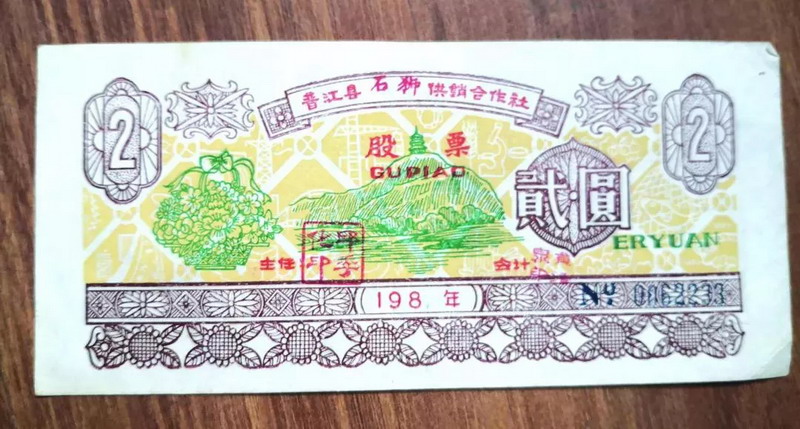 晋江县石狮供销合作社
2
2
股票
GUPIAO
贰圆
ERYUAN
主任
会计
198 年
Nº 0062233